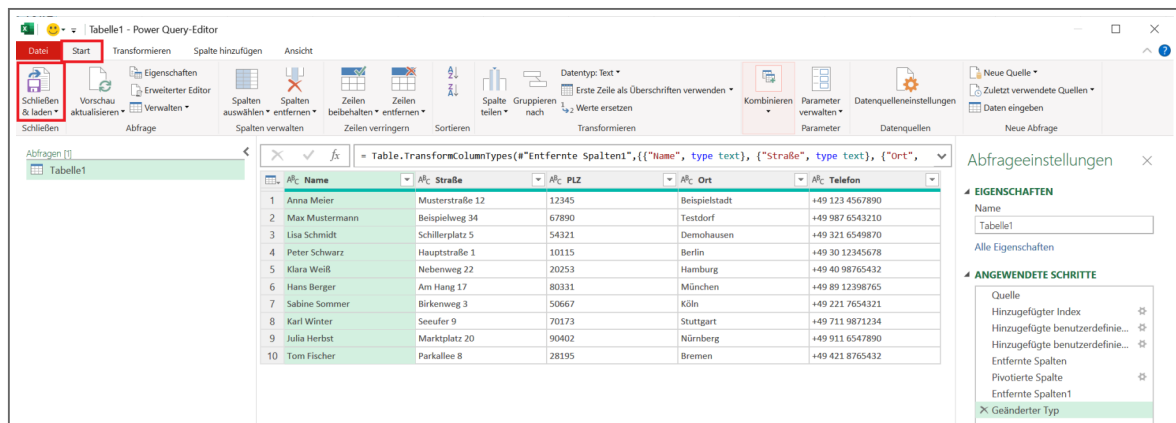 Tabelle1 - Power Query-Editor
Datei Start Transformieren Spalte hinzufügen Ansicht
Schließen & laden
Vorschau aktualisieren
Eigenschaften
Erweiterter Editor
Verwalten
Spalten auswählen
Spalten entfernen
Zeilen beibehalten
Zeilen entfernen
Spalte teilen
Gruppieren nach
Datentyp: Text
Erste Zeile als Überschriften verwenden
Werte ersetzen
Kombinieren
Parameter verwalten
Datenquelleneinstellungen
Neue Quelle
Zuletzt verwendete Quellen
Daten eingeben
Schließen Abfrage Spalten verwalten Zeilen verringern Sortieren Transformieren Parameter Datenquellen Neue Abfrage
Abfragen [1]
Tabelle1
fx = Table.TransformColumnTypes(#"Entfernte Spalten1",{{"Name", type text}, {"Straße", type text}, {"Ort",
ABC Name ABC Straße ABC PLZ ABC Ort ABC Telefon
1 Anna Meier Musterstraße 12 12345 Beispielstadt +49 123 4567890
2 Max Mustermann Beispielweg 34 67890 Testdorf +49 987 6543210
3 Lisa Schmidt Schillerplatz 5 54321 Demohausen +49 321 6549870
4 Peter Schwarz Hauptstraße 1 10115 Berlin +49 30 12345678
5 Klara Weiß Nebenweg 22 20253 Hamburg +49 40 98765432
6 Hans Berger Am Hang 17 80331 München +49 89 12398765
7 Sabine Sommer Birkenweg 3 50667 Köln +49 221 7654321
8 Karl Winter Seeufer 9 70173 Stuttgart +49 711 9871234
9 Julia Herbst Marktplatz 20 90402 Nürnberg +49 911 6547890
10 Tom Fischer Parkallee 8 28195 Bremen +49 421 8765432
Abfrageeinstellungen
EIGENSCHAFTEN
Name
Tabelle1
Alle Eigenschaften
ANGEWENDETE SCHRITTE
Quelle
Hinzugefügter Index
Hinzugefügte benutzerdefinie...
Hinzugefügte benutzerdefinie...
Entfernte Spalten
Pivotierte Spalte
Entfernte Spalten1
Geänderter Typ